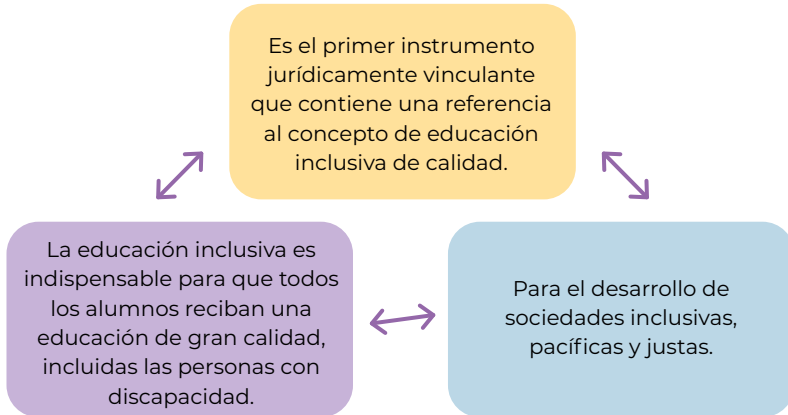 Es el primer instrumento
jurídicamente vinculante
que contiene una referencia
al concepto de educación
inclusiva de calidad.
La educación inclusiva es
indispensable para que todos
los alumnos reciban una
educación de gran calidad,
incluidas las personas con
discapacidad.
Para el desarrollo de
sociedades inclusivas,
pacíficas y justas.